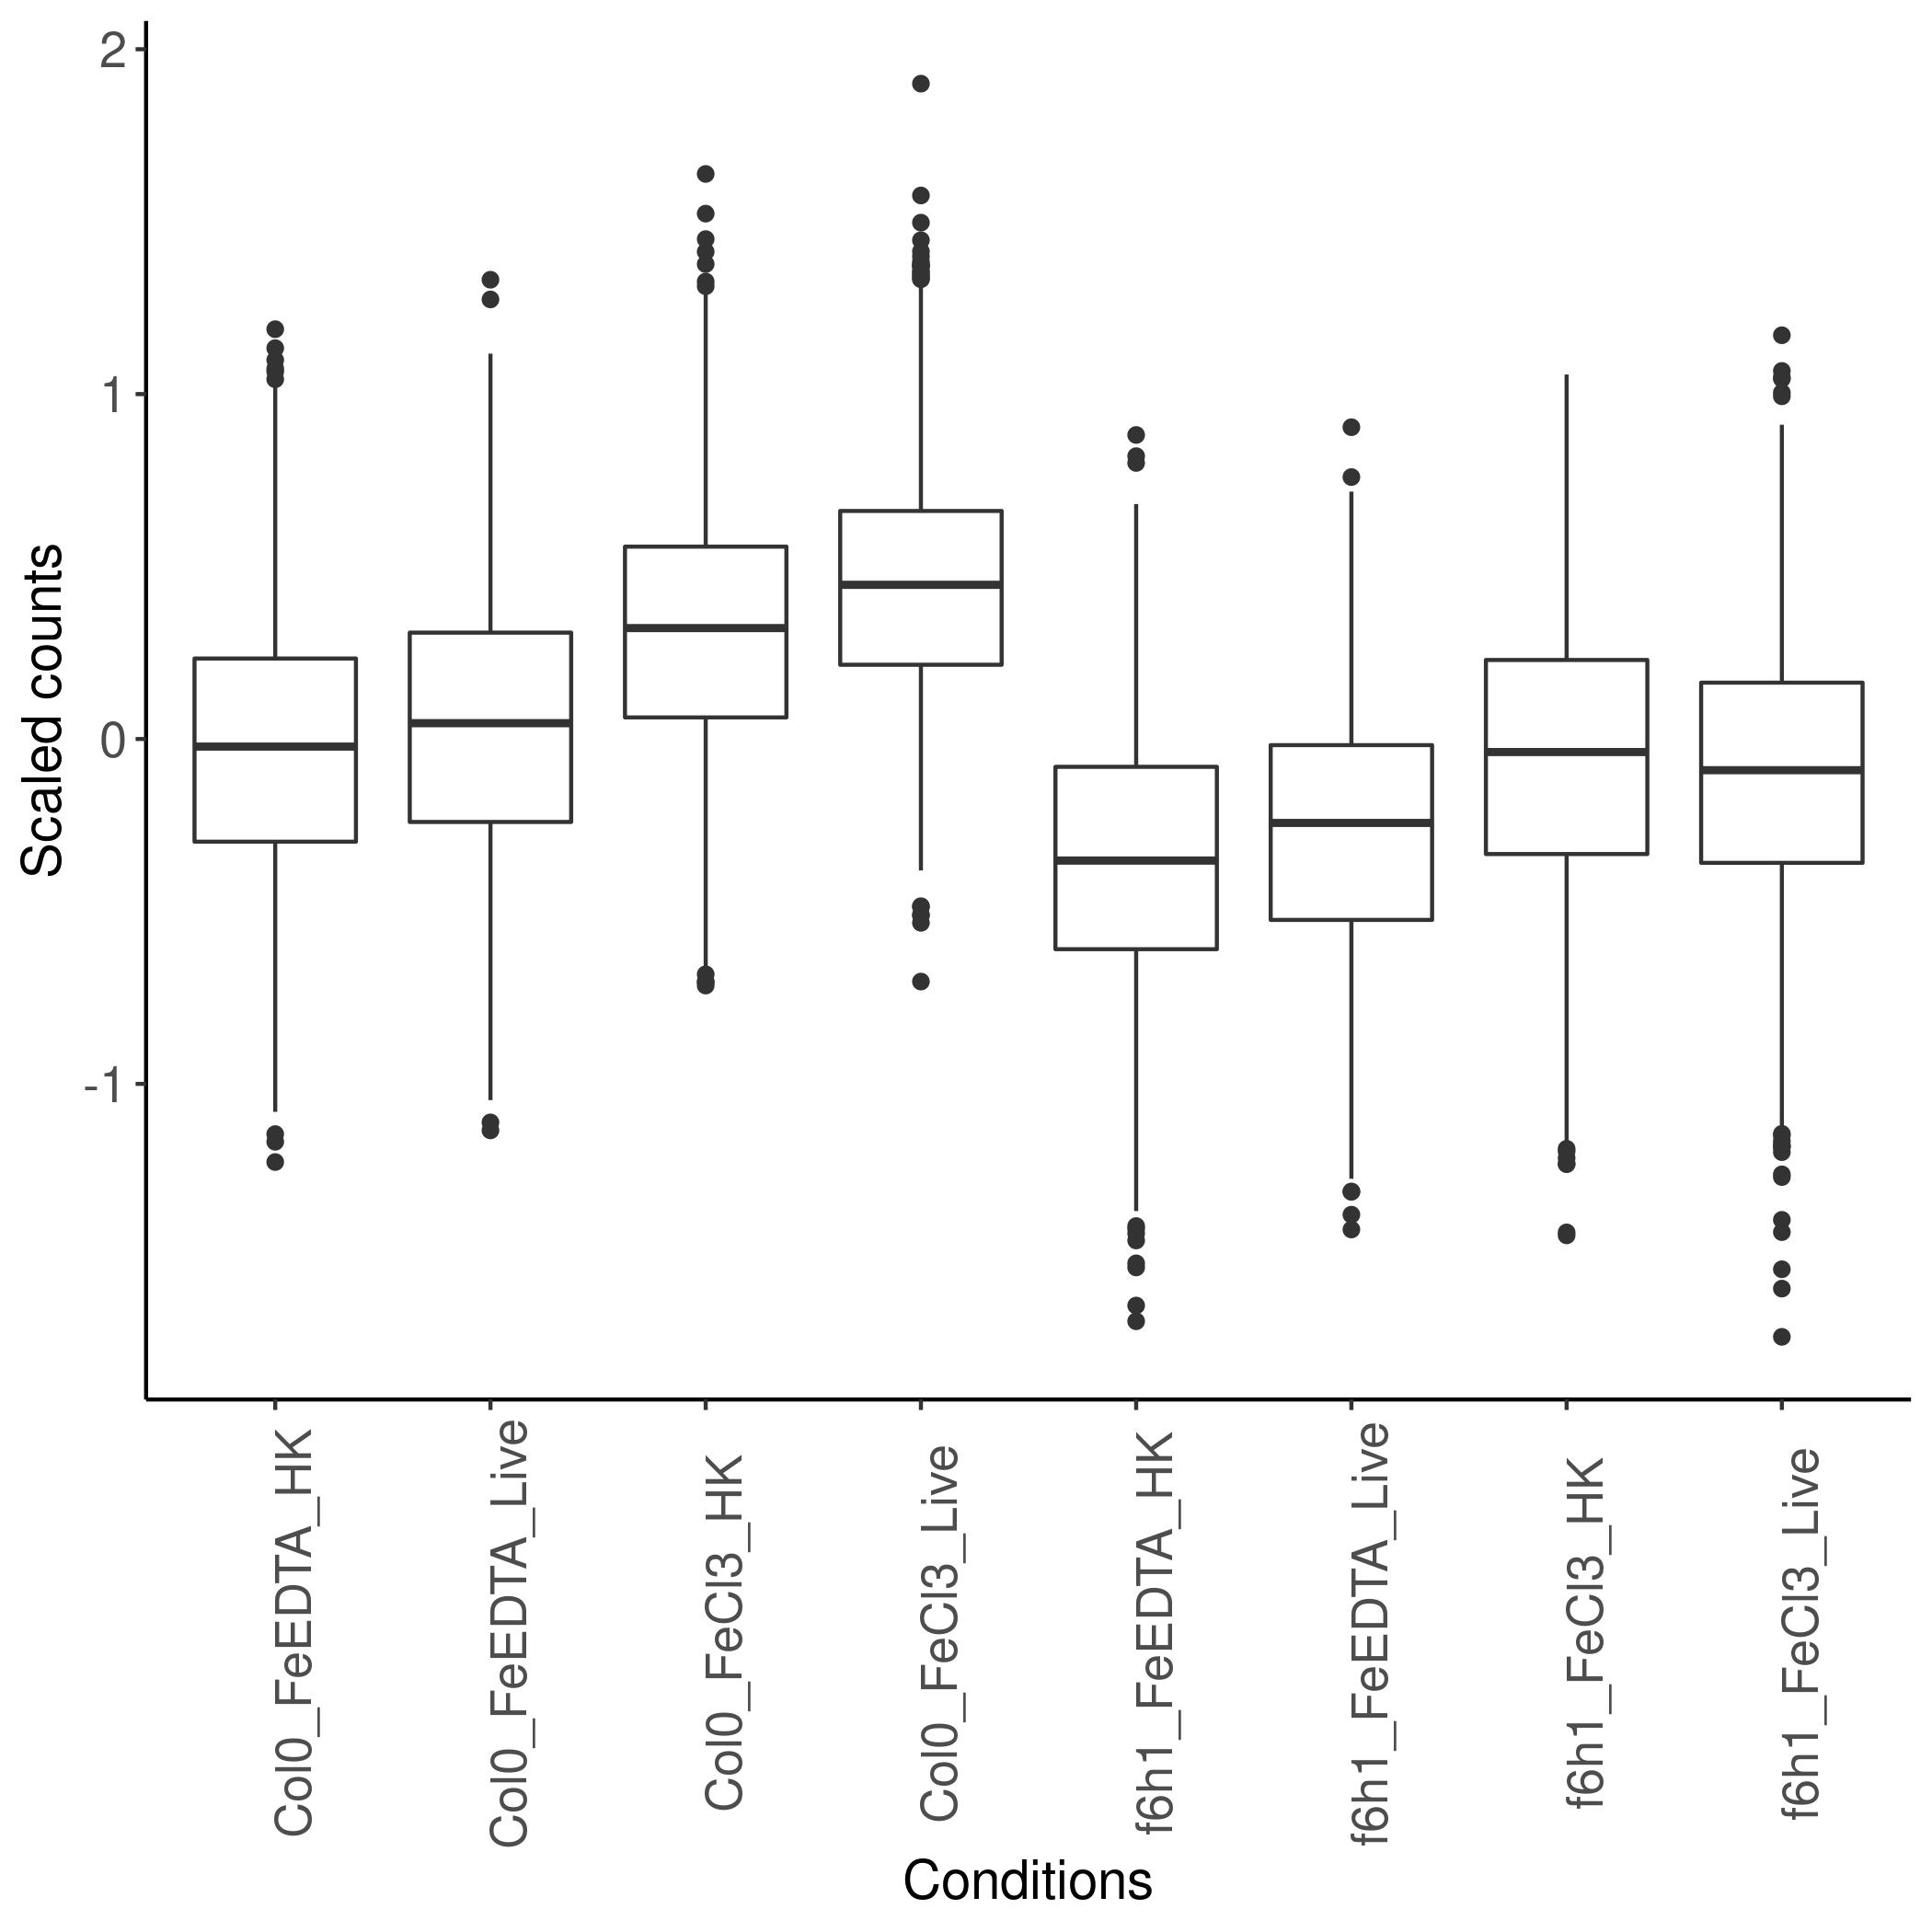 Scaled counts
2
1
0
-1
Col0_FeEDTA_HK
Col0_FeEDTA_Live
Col0_FeCl3_HK
Col0_FeCl3_Live
f6h1_FeEDTA_HK
f6h1_FeEDTA_Live
f6h1_FeCl3_HK
f6h1_FeCl3_Live
Conditions